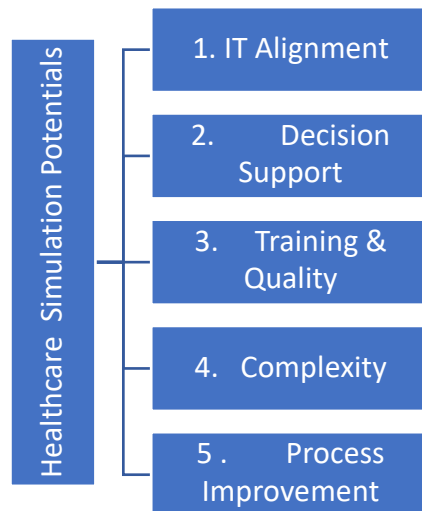 Healthcare Simulation Potentials
1. IT Alignment
2. Decision
Support
3. Training &
Quality
4. Complexity
5 . Process
Improvement